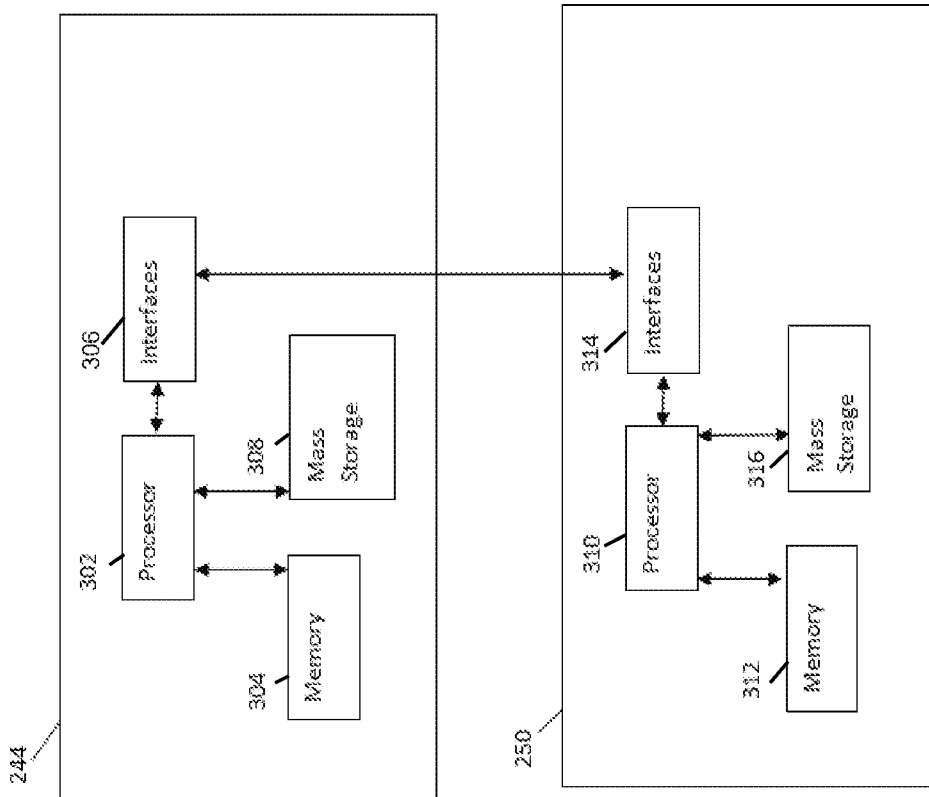 244
302
Processor
306
Interfaces
304
Memory
308
Mass
Storage
250
310
Processor
314
Interfaces
312
Memory
316
Mass
Storage